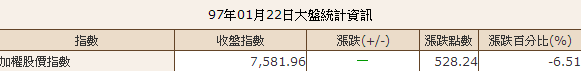 97年01月22日大盤統計資訊
指數 收盤指數 漲跌(+/-) 漲跌點數 漲跌百分比(%)
加權股價指數 7,581.96 － 528.24 -6.51